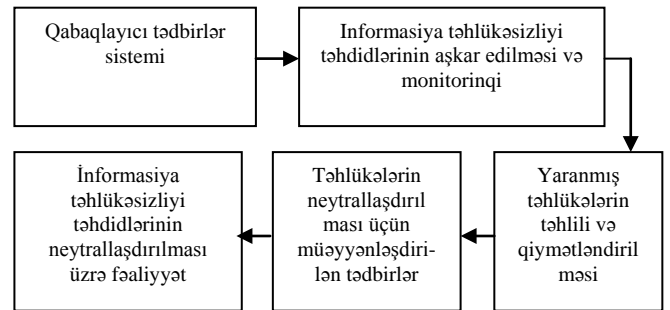 Qabaqlayıcı tədbirlər
sistemi
Informasiya təhlükəsizliyi
təhdidlərinin aşkar edilməsi və
monitorinqi
Yaranmış
təhlükələrin
təhlili və
qiymətləndiril
məsi
Təhlükələrin
neytrallaşdırıl
ması üçün
müəyyənləşdiri-
lən tədbirlər
İnformasiya
təhlükəsizliyi
təhdidlərinin
neytrallaşdırılması
üzrə fəaliyyət